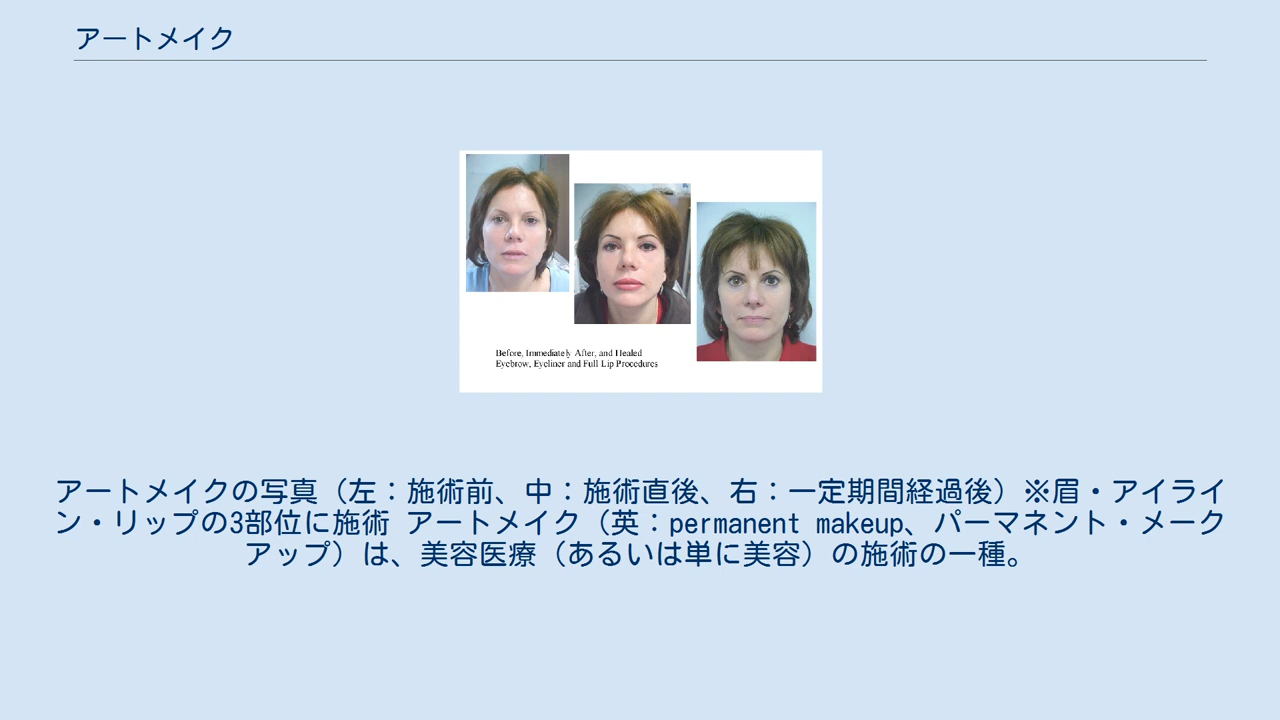 アートメイク
Before, Immediately After, and Healed
Eyebrow, Eyeliner and Full Lip Procedures
アートメイクの写真（左：施術前、中：施術直後、右：一定期間経過後）※眉・アイライ
ン・リップの3部位に施術 アートメイク（英：permanent makeup、パーマネント・メーク
アップ）は、美容医療（あるいは単に美容）の施術の一種。